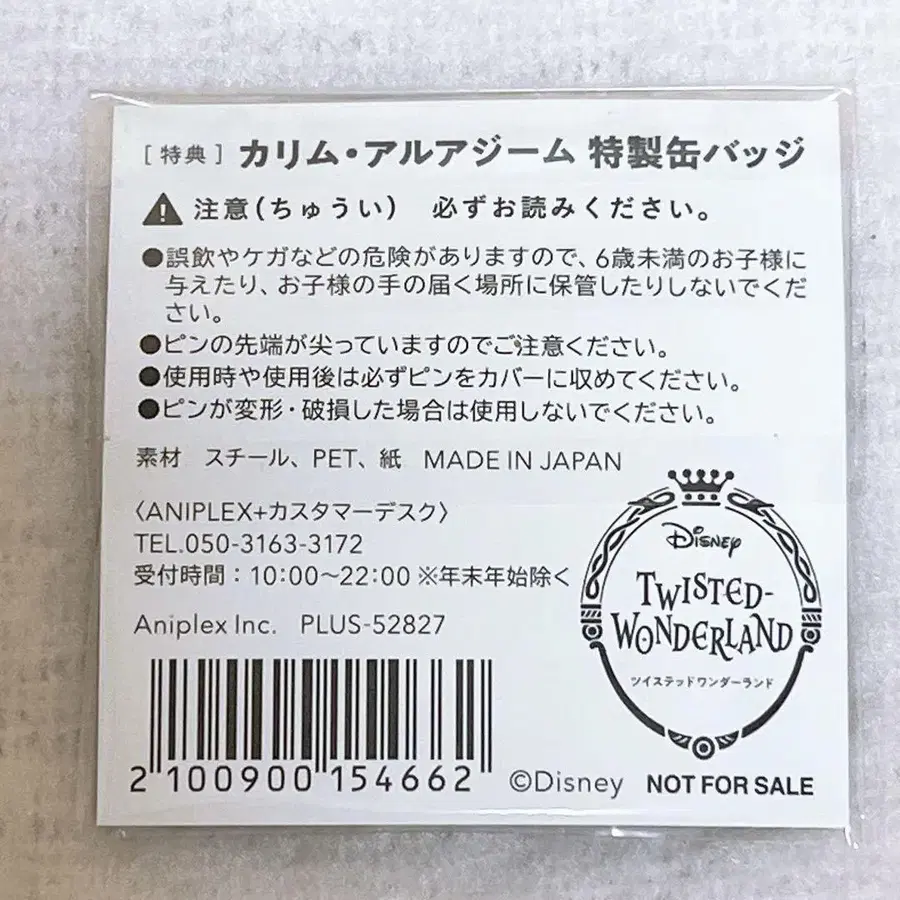 [特典] カリム・アルアジーム 特製缶バッジ
注意(ちゅうい) 必ずお読みください。
●誤飲やケガなどの危険がありますので、6歳未満のお子様に
与えたり、お子様の手の届く場所に保管したりしないでくだ
さい。
●ピンの先端が尖っていますのでご注意ください。
●使用時や使用後は必ずピンをカバーに収めてください。
●ピンが変形・破損した場合は使用しないでください。
素材 スチール、PET、紙 MADE IN JAPAN
〈ANIPLEX+カスタマーデスク〉
TEL.050-3163-3172
受付時間：10:00～22:00 ※年末年始除く
Aniplex Inc. PLUS-52827
Disney
TWISTED-
WONDERLAND
ツイステッドワンダーランド
2 100900 154662
©Disney NOT FOR SALE